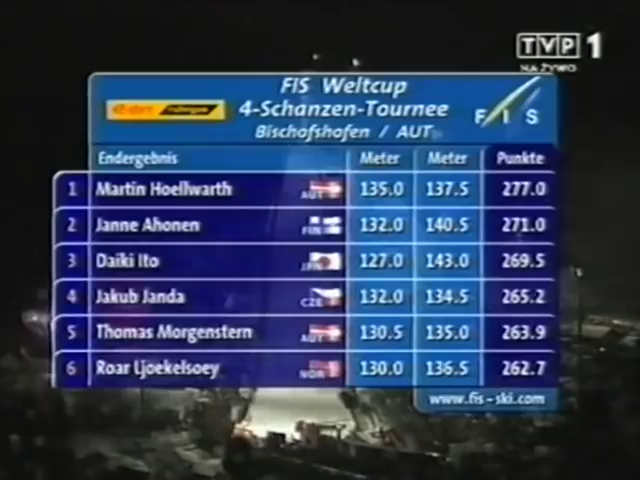 TVP 1
NA ŻYWO
FIS Weltcup
4-Schanzen-Tournee
Bischofshofen / AUT
FIS
Endergebnis Meter Meter Punkte
1 Martin Hoellwarth AUT 135.0 137.5 277.0
2 Janne Ahonen FIN 132.0 140.5 271.0
3 Daiki Ito JPN 127.0 143.0 269.5
4 Jakub Janda CZE 132.0 134.5 265.2
5 Thomas Morgenstern AUT 130.5 135.0 263.9
6 Roar Ljoekelsoey NOR 130.0 136.5 262.7
www.fis-ski.com